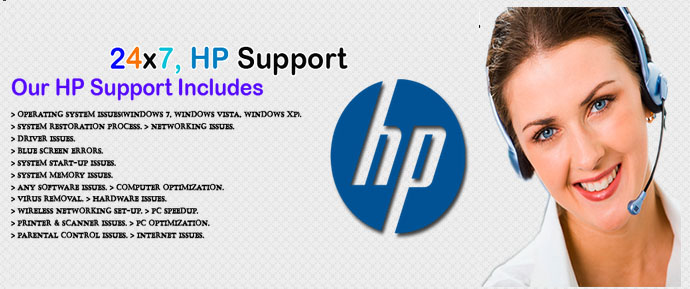 24x7, HP Support
Our HP Support Includes
> OPERATING SYSTEM ISSUES(WINDOWS 7, WINDOWS VISTA, WINDOWS XP).
> SYSTEM RESTORATION PROCESS. > NETWORKING ISSUES.
> DRIVER ISSUES.
> BLUE SCREEN ERRORS.
> SYSTEM START-UP ISSUES.
> SYSTEM MEMORY ISSUES.
> ANY SOFTWARE ISSUES. > COMPUTER OPTIMIZATION.
> VIRUS REMOVAL. > HARDWARE ISSUES.
> WIRELESS NETWORKING SET-UP. > PC SPEEDUP.
> PRINTER & SCANNER ISSUES. > PC OPTIMIZATION.
> PARENTAL CONTROL ISSUES. > INTERNET ISSUES.
hp